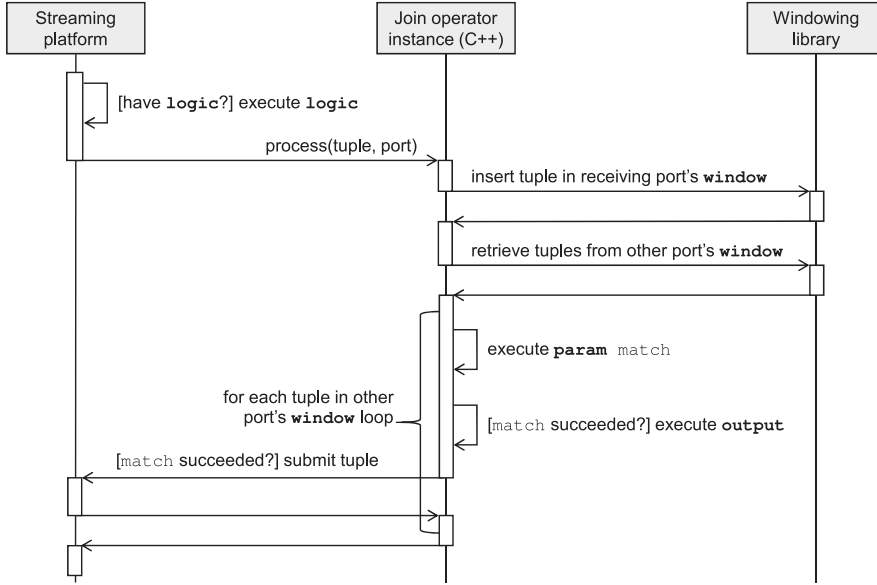 Streaming
platform
Join operator
instance (C++)
Windowing
library
[have logic?] execute logic
process(tuple, port)
insert tuple in receiving port’s window
retrieve tuples from other port’s window
execute param match
for each tuple in other
port’s window loop
[match succeeded?] execute output
[match succeeded?] submit tuple